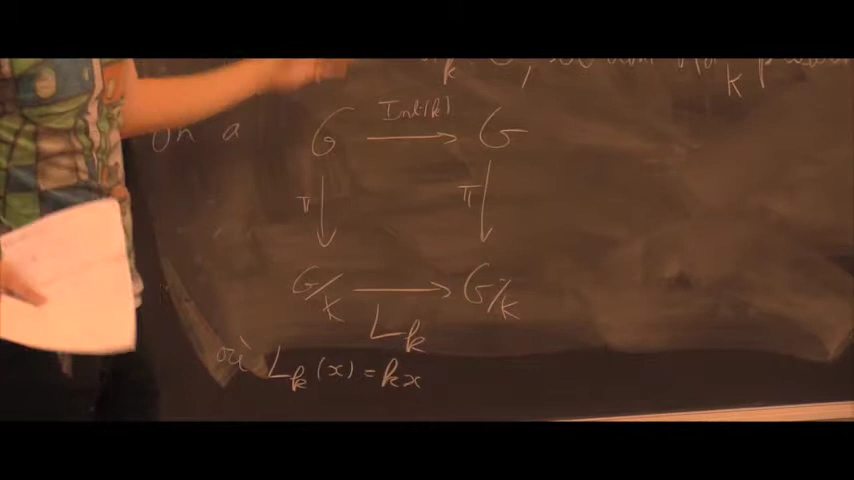 On a
G Int(k) G
π π
G/K G/K
L_k
où L_k(x) = kx